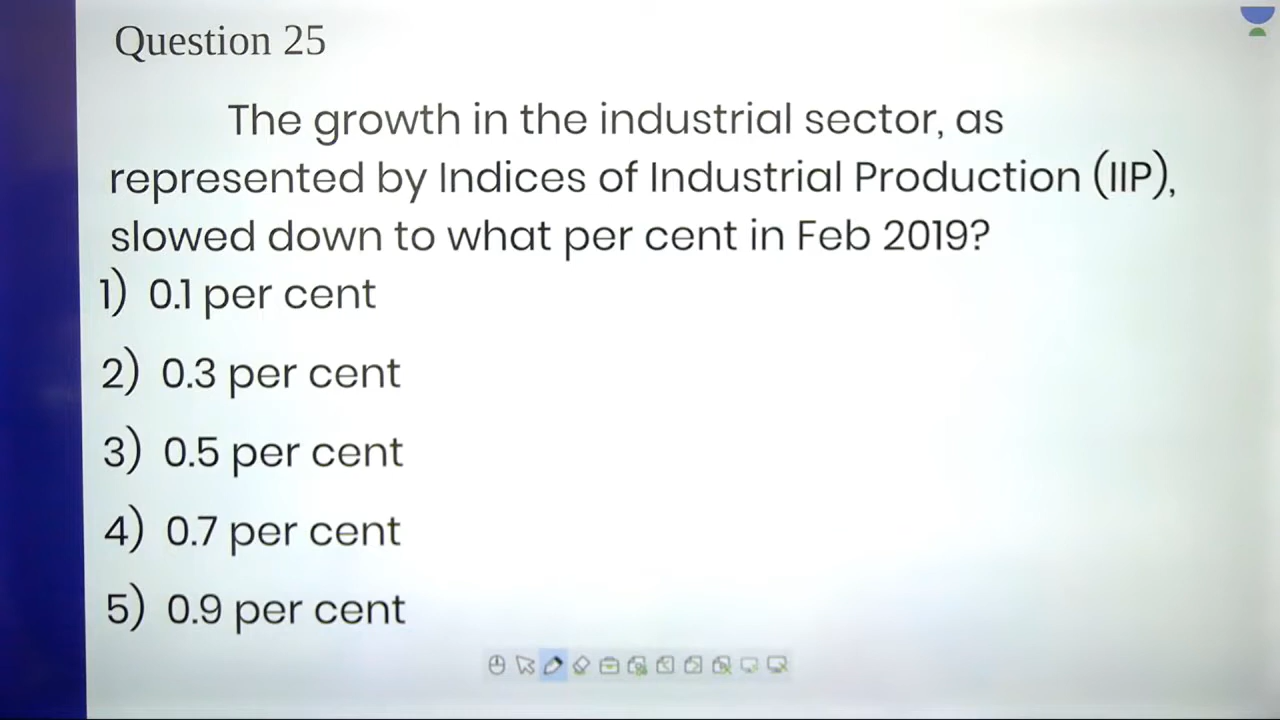 Question 25
The growth in the industrial sector, as
represented by Indices of Industrial Production (IIP),
slowed down to what per cent in Feb 2019?
1) 0.1 per cent
2) 0.3 per cent
3) 0.5 per cent
4) 0.7 per cent
5) 0.9 per cent